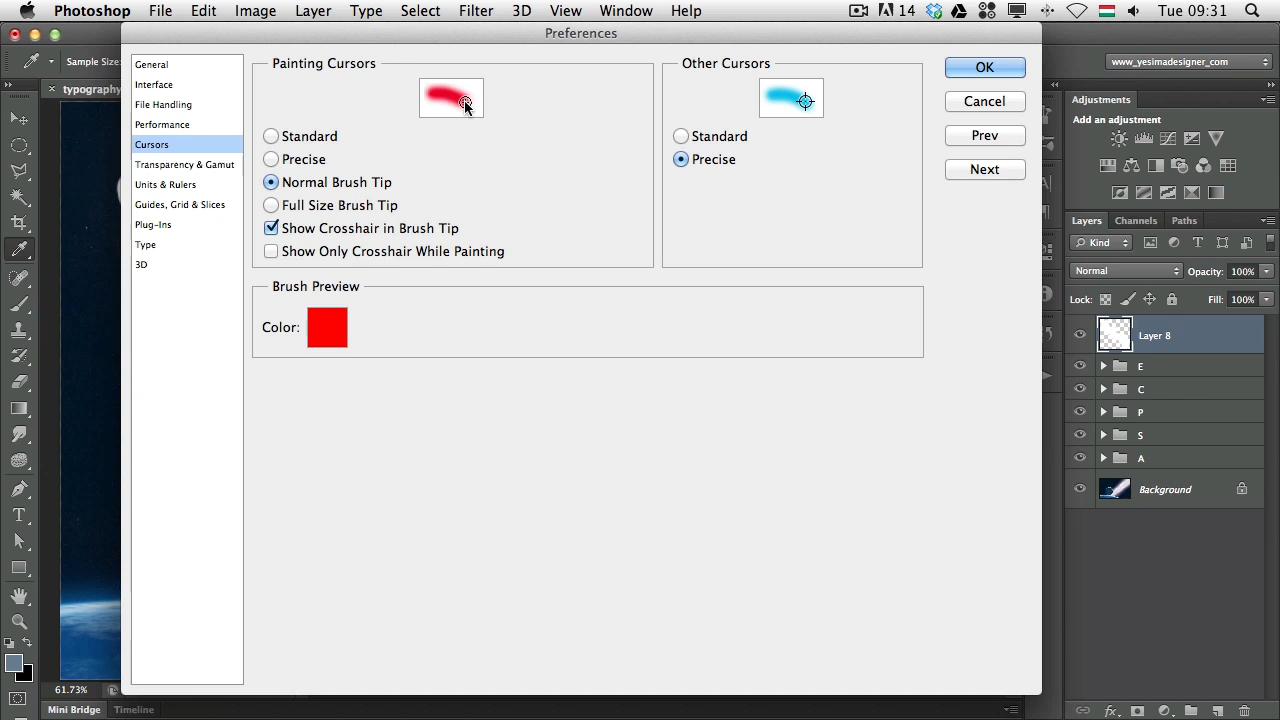 Photoshop File Edit Image Layer Type Select Filter 3D View Window Help 14 Tue 09:31
Preferences
Sample Size
www_yesimadesigner_com
typography
General
Interface
File Handling
Performance
Cursors
Transparency & Gamut
Units & Rulers
Guides, Grid & Slices
Plug-Ins
Type
3D
Painting Cursors
Standard
Precise
Normal Brush Tip
Full Size Brush Tip
Show Crosshair in Brush Tip
Show Only Crosshair While Painting
Other Cursors
Standard
Precise
Brush Preview
Color:
OK
Cancel
Prev
Next
Adjustments
Add an adjustment
Layers Channels Paths
Kind
Normal Opacity: 100%
Lock: Fill: 100%
Layer 8
E
C
P
S
A
Background
61.73%
Mini Bridge Timeline